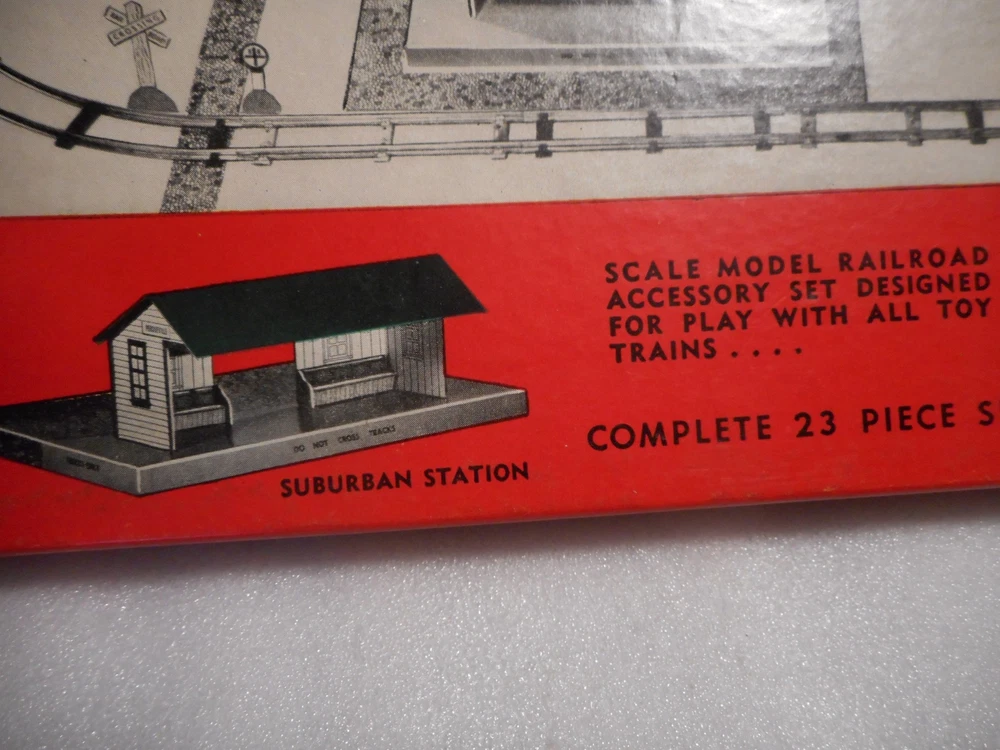 CROSSING
SCALE MODEL RAILROAD
ACCESSORY SET DESIGNED
FOR PLAY WITH ALL TOY
TRAINS....
COMPLETE 23 PIECE S
DO NOT CROSS TRACKS
SUBURBAN STATION